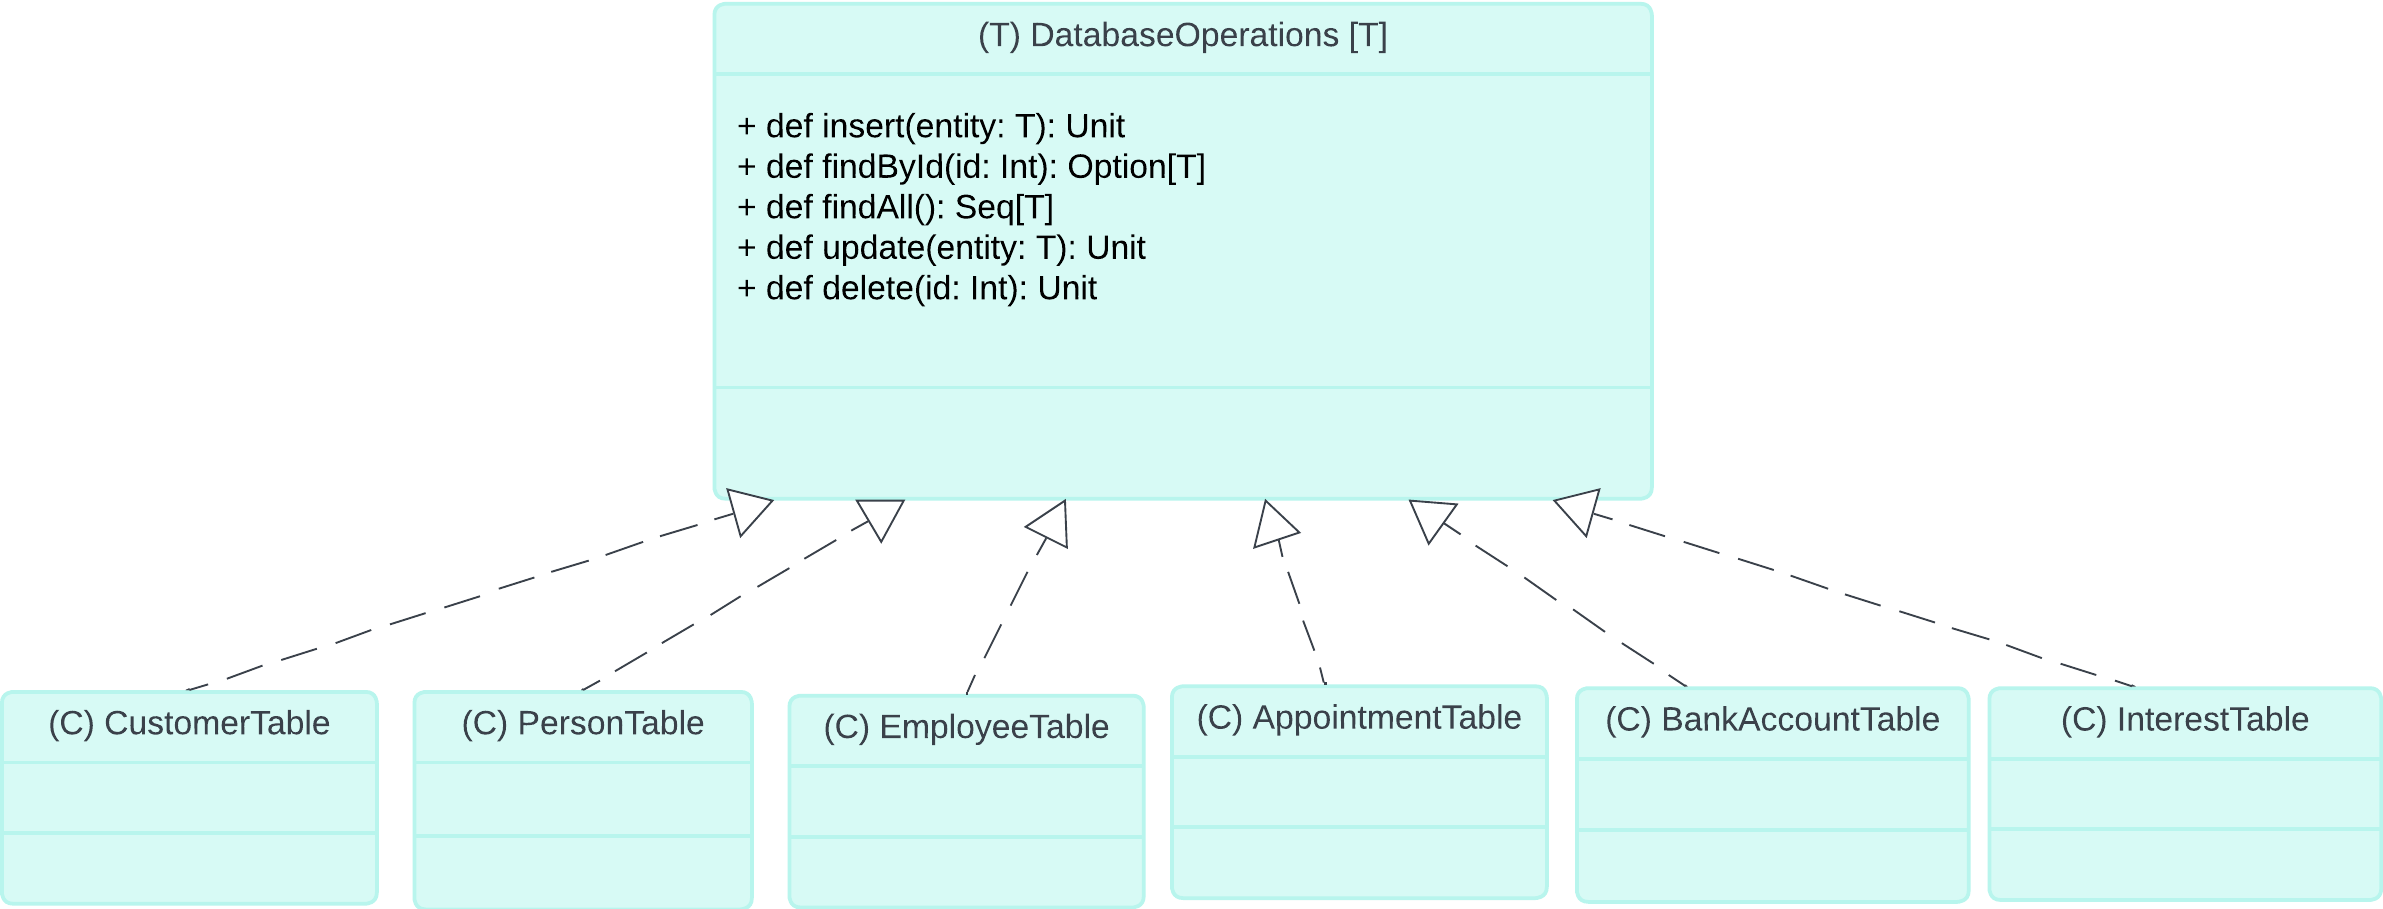 (T) DatabaseOperations [T]
+ def insert(entity: T): Unit
+ def findById(id: Int): Option[T]
+ def findAll(): Seq[T]
+ def update(entity: T): Unit
+ def delete(id: Int): Unit
(C) CustomerTable
(C) PersonTable
(C) EmployeeTable
(C) AppointmentTable
(C) BankAccountTable
(C) InterestTable